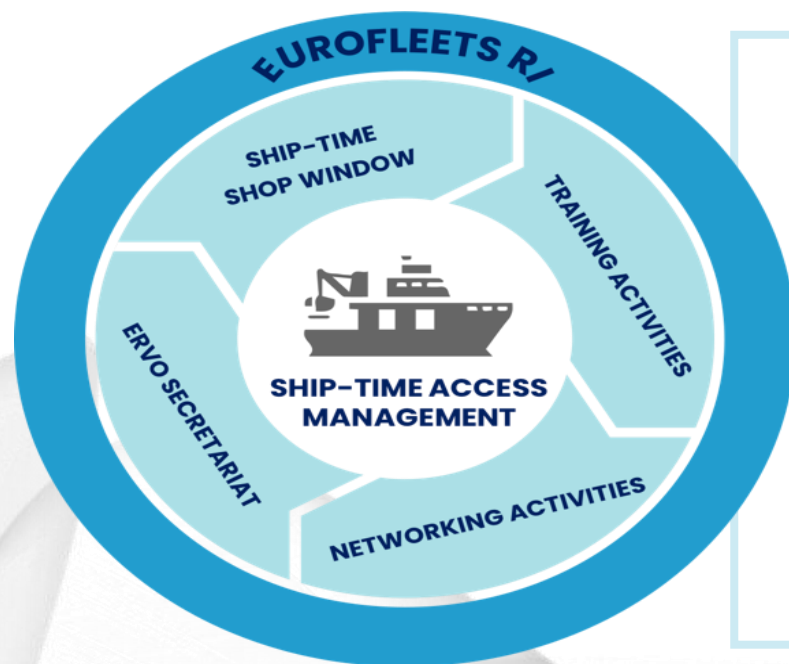 EUROFLEETS RI
SHIP-TIME
SHOP WINDOW
TRAINING ACTIVITIES
SHIP-TIME ACCESS
MANAGEMENT
ERVO SECRETARIAT
NETWORKING ACTIVITIES